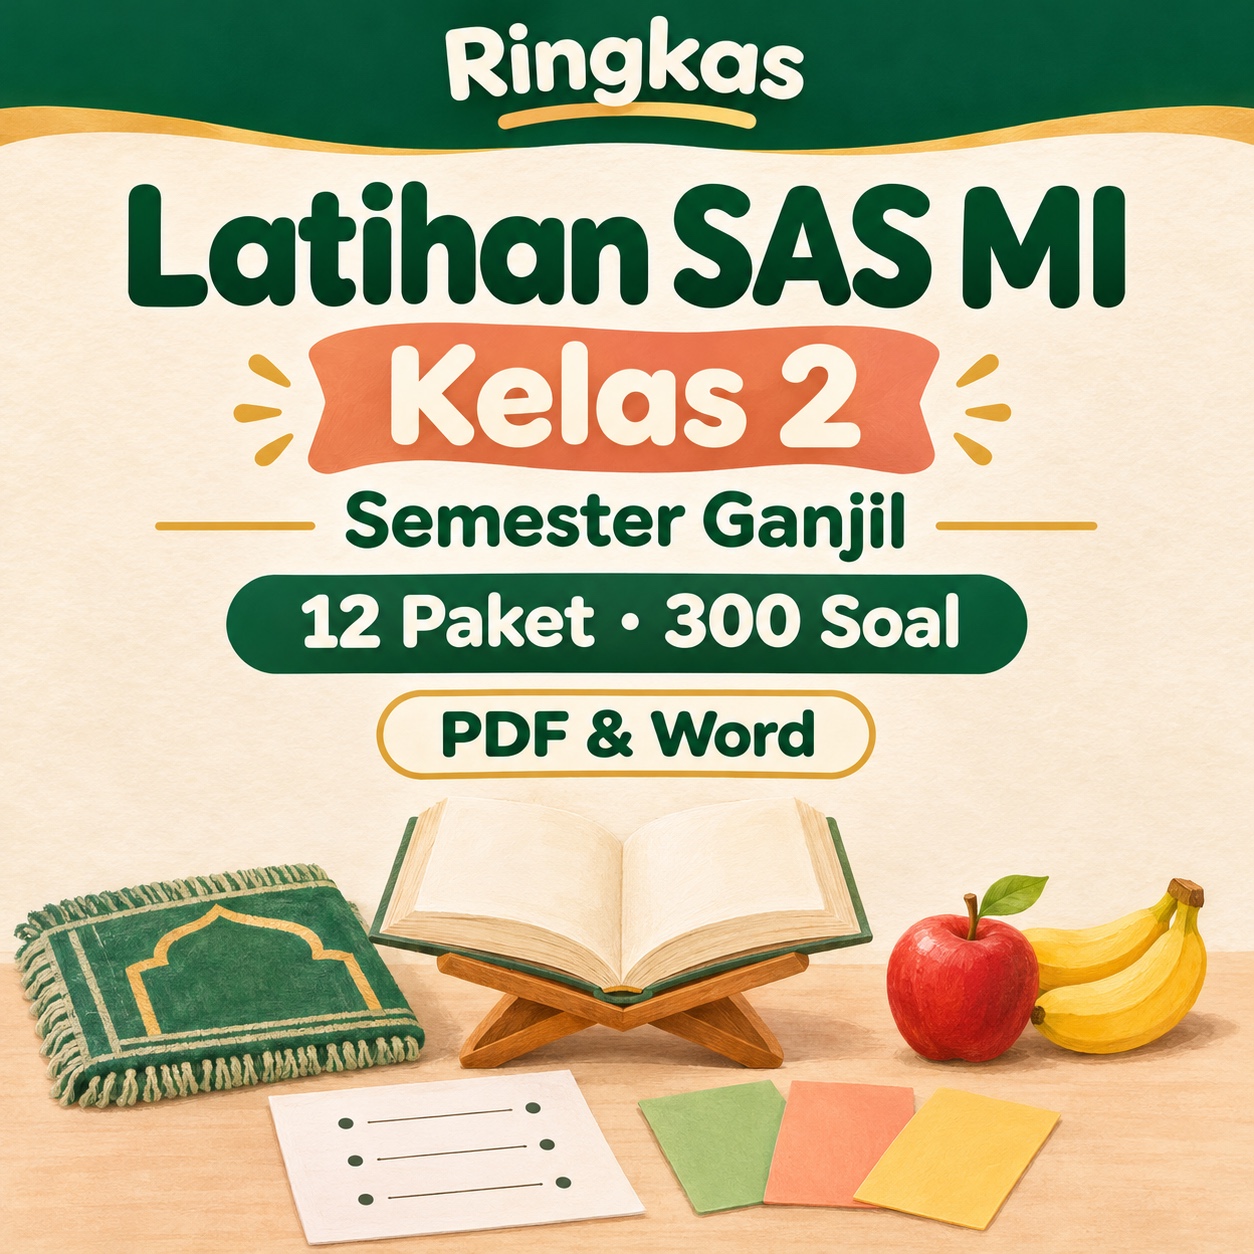 Ringkas
Latihan SAS MI
Kelas 2
Semester Ganjil
12 Paket • 300 Soal
PDF & Word